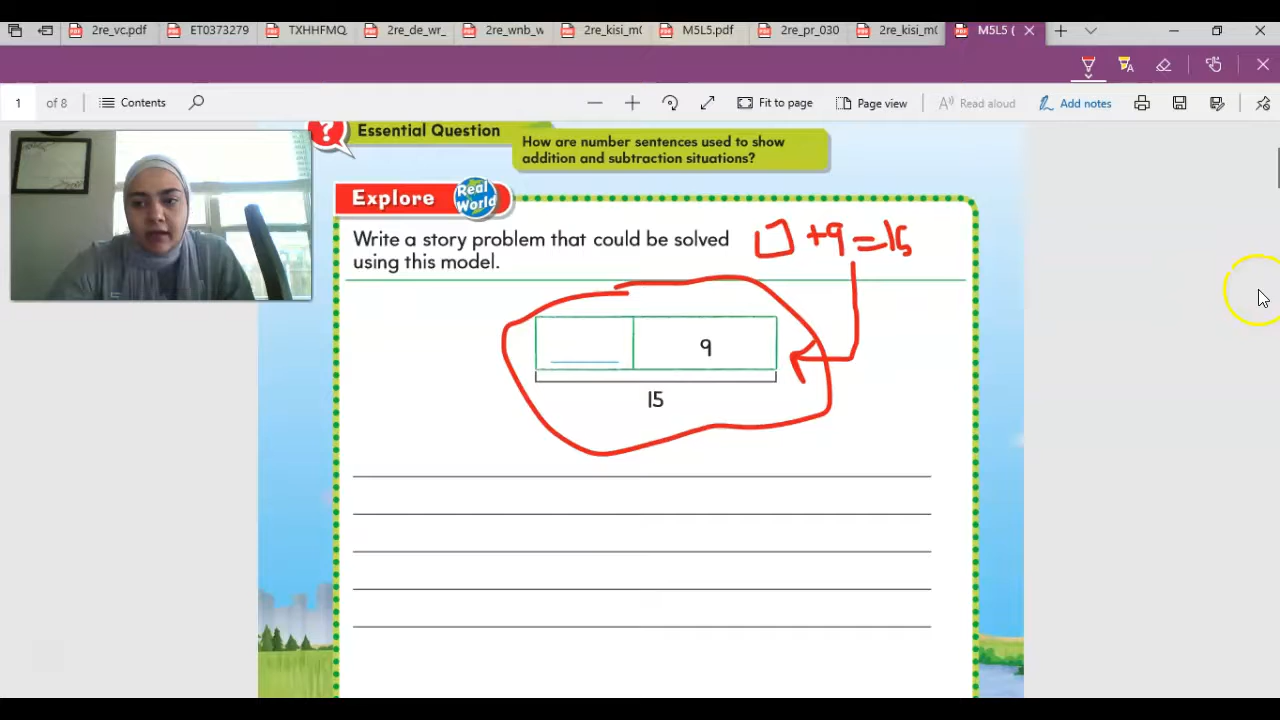 2re_vc.pdf ET0373279 TXHHFMQ. 2re_de_wr_ 2re_wnb_w 2re_kisi_m0 M5L5.pdf 2re_pr_030 2re_kisi_m0 M5L5 (
1 of 8 Contents Fit to page Page view Read aloud Add notes
? Essential Question
How are number sentences used to show
addition and subtraction situations?
Explore Real World
Write a story problem that could be solved
using this model.
□ +9=15
9
15